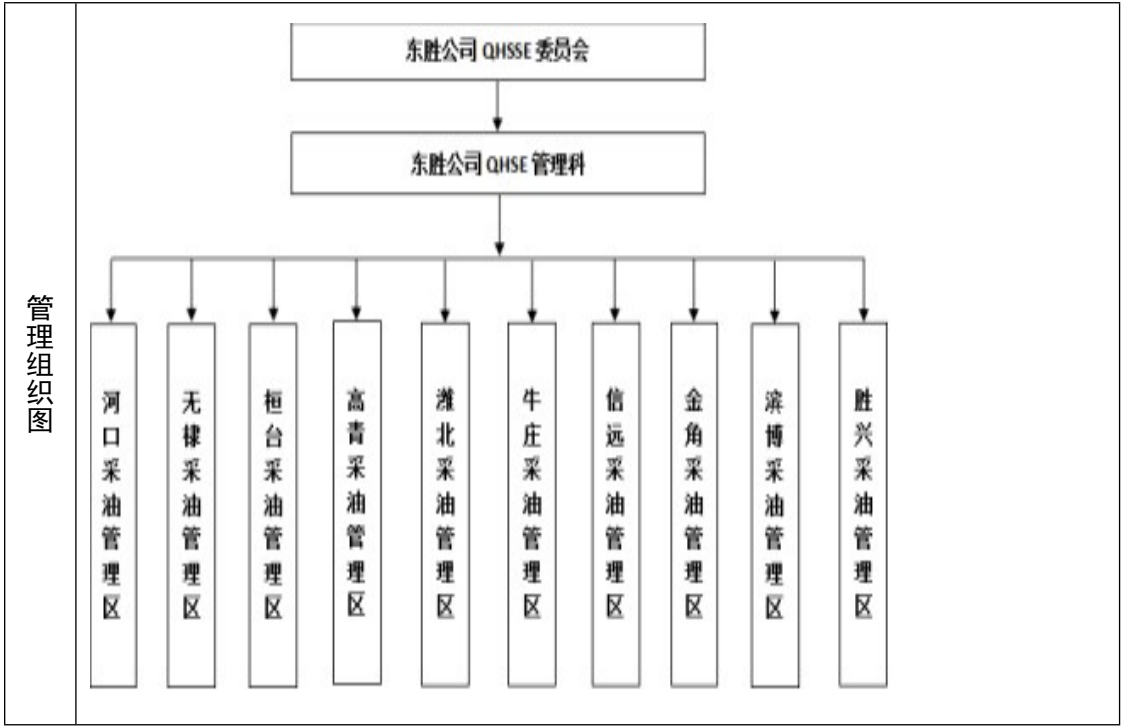 管理组织图
东胜公司 QHSSE 委员会
东胜公司 QHSE 管理科
河口采油管理区
无棣采油管理区
桓台采油管理区
高青采油管理区
潍北采油管理区
牛庄采油管理区
信远采油管理区
金角采油管理区
滨博采油管理区
胜兴采油管理区